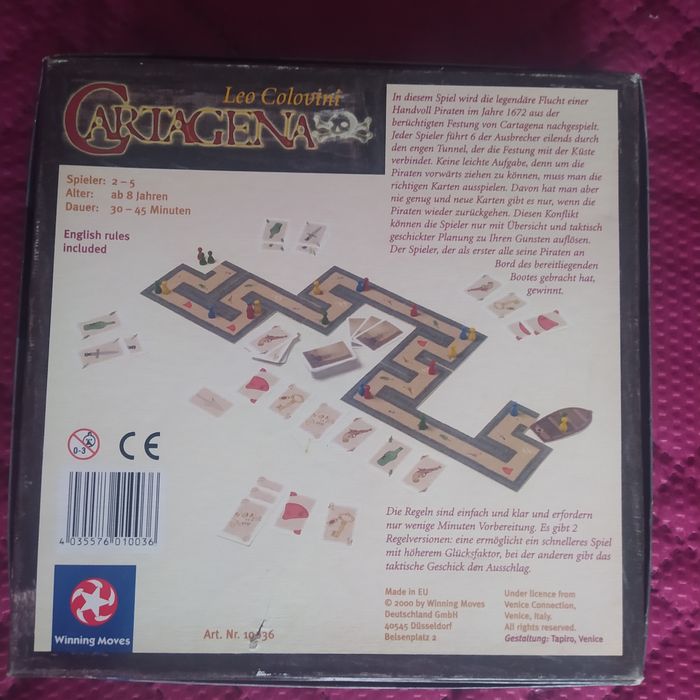 Leo Colovini
CARTAGENA
Spieler: 2 – 5
Alter: ab 8 Jahren
Dauer: 30 – 45 Minuten
English rules
included
In diesem Spiel wird die legendäre Flucht einer
Handvoll Piraten im Jahre 1672 aus der
berüchtigten Festung von Cartagena nachgespielt.
Jeder Spieler führt 6 der Ausbrecher eilends durch
den engen Tunnel, der die Festung mit der Küste
verbindet. Keine leichte Aufgabe, denn um die
Piraten vorwärts ziehen zu können, muss man die
richtigen Karten ausspielen. Davon hat man aber
nie genug und neue Karten gibt es nur, wenn die
Piraten wieder zurückgehen. Diesen Konflikt
können die Spieler nur mit Übersicht und taktisch
geschickter Planung zu Ihren Gunsten auflösen.
Der Spieler, der als erster alle seine Piraten an
Bord des bereitliegenden
Bootes gebracht hat,
gewinnt.
0-3
CE
4 035576 010036
Winning Moves
Art. Nr. 10036
Die Regeln sind einfach und klar und erfordern
nur wenige Minuten Vorbereitung. Es gibt 2
Regelversionen: eine ermöglicht ein schnelleres Spiel
mit höherem Glücksfaktor, bei der anderen gibt das
taktische Geschick den Ausschlag.
Made in EU
© 2000 by Winning Moves
Deutschland GmbH
40545 Düsseldorf
Belsenplatz 2
Under licence from
Venice Connection,
Venice, Italy.
All rights reserved.
Gestaltung: Tapiro, Venice